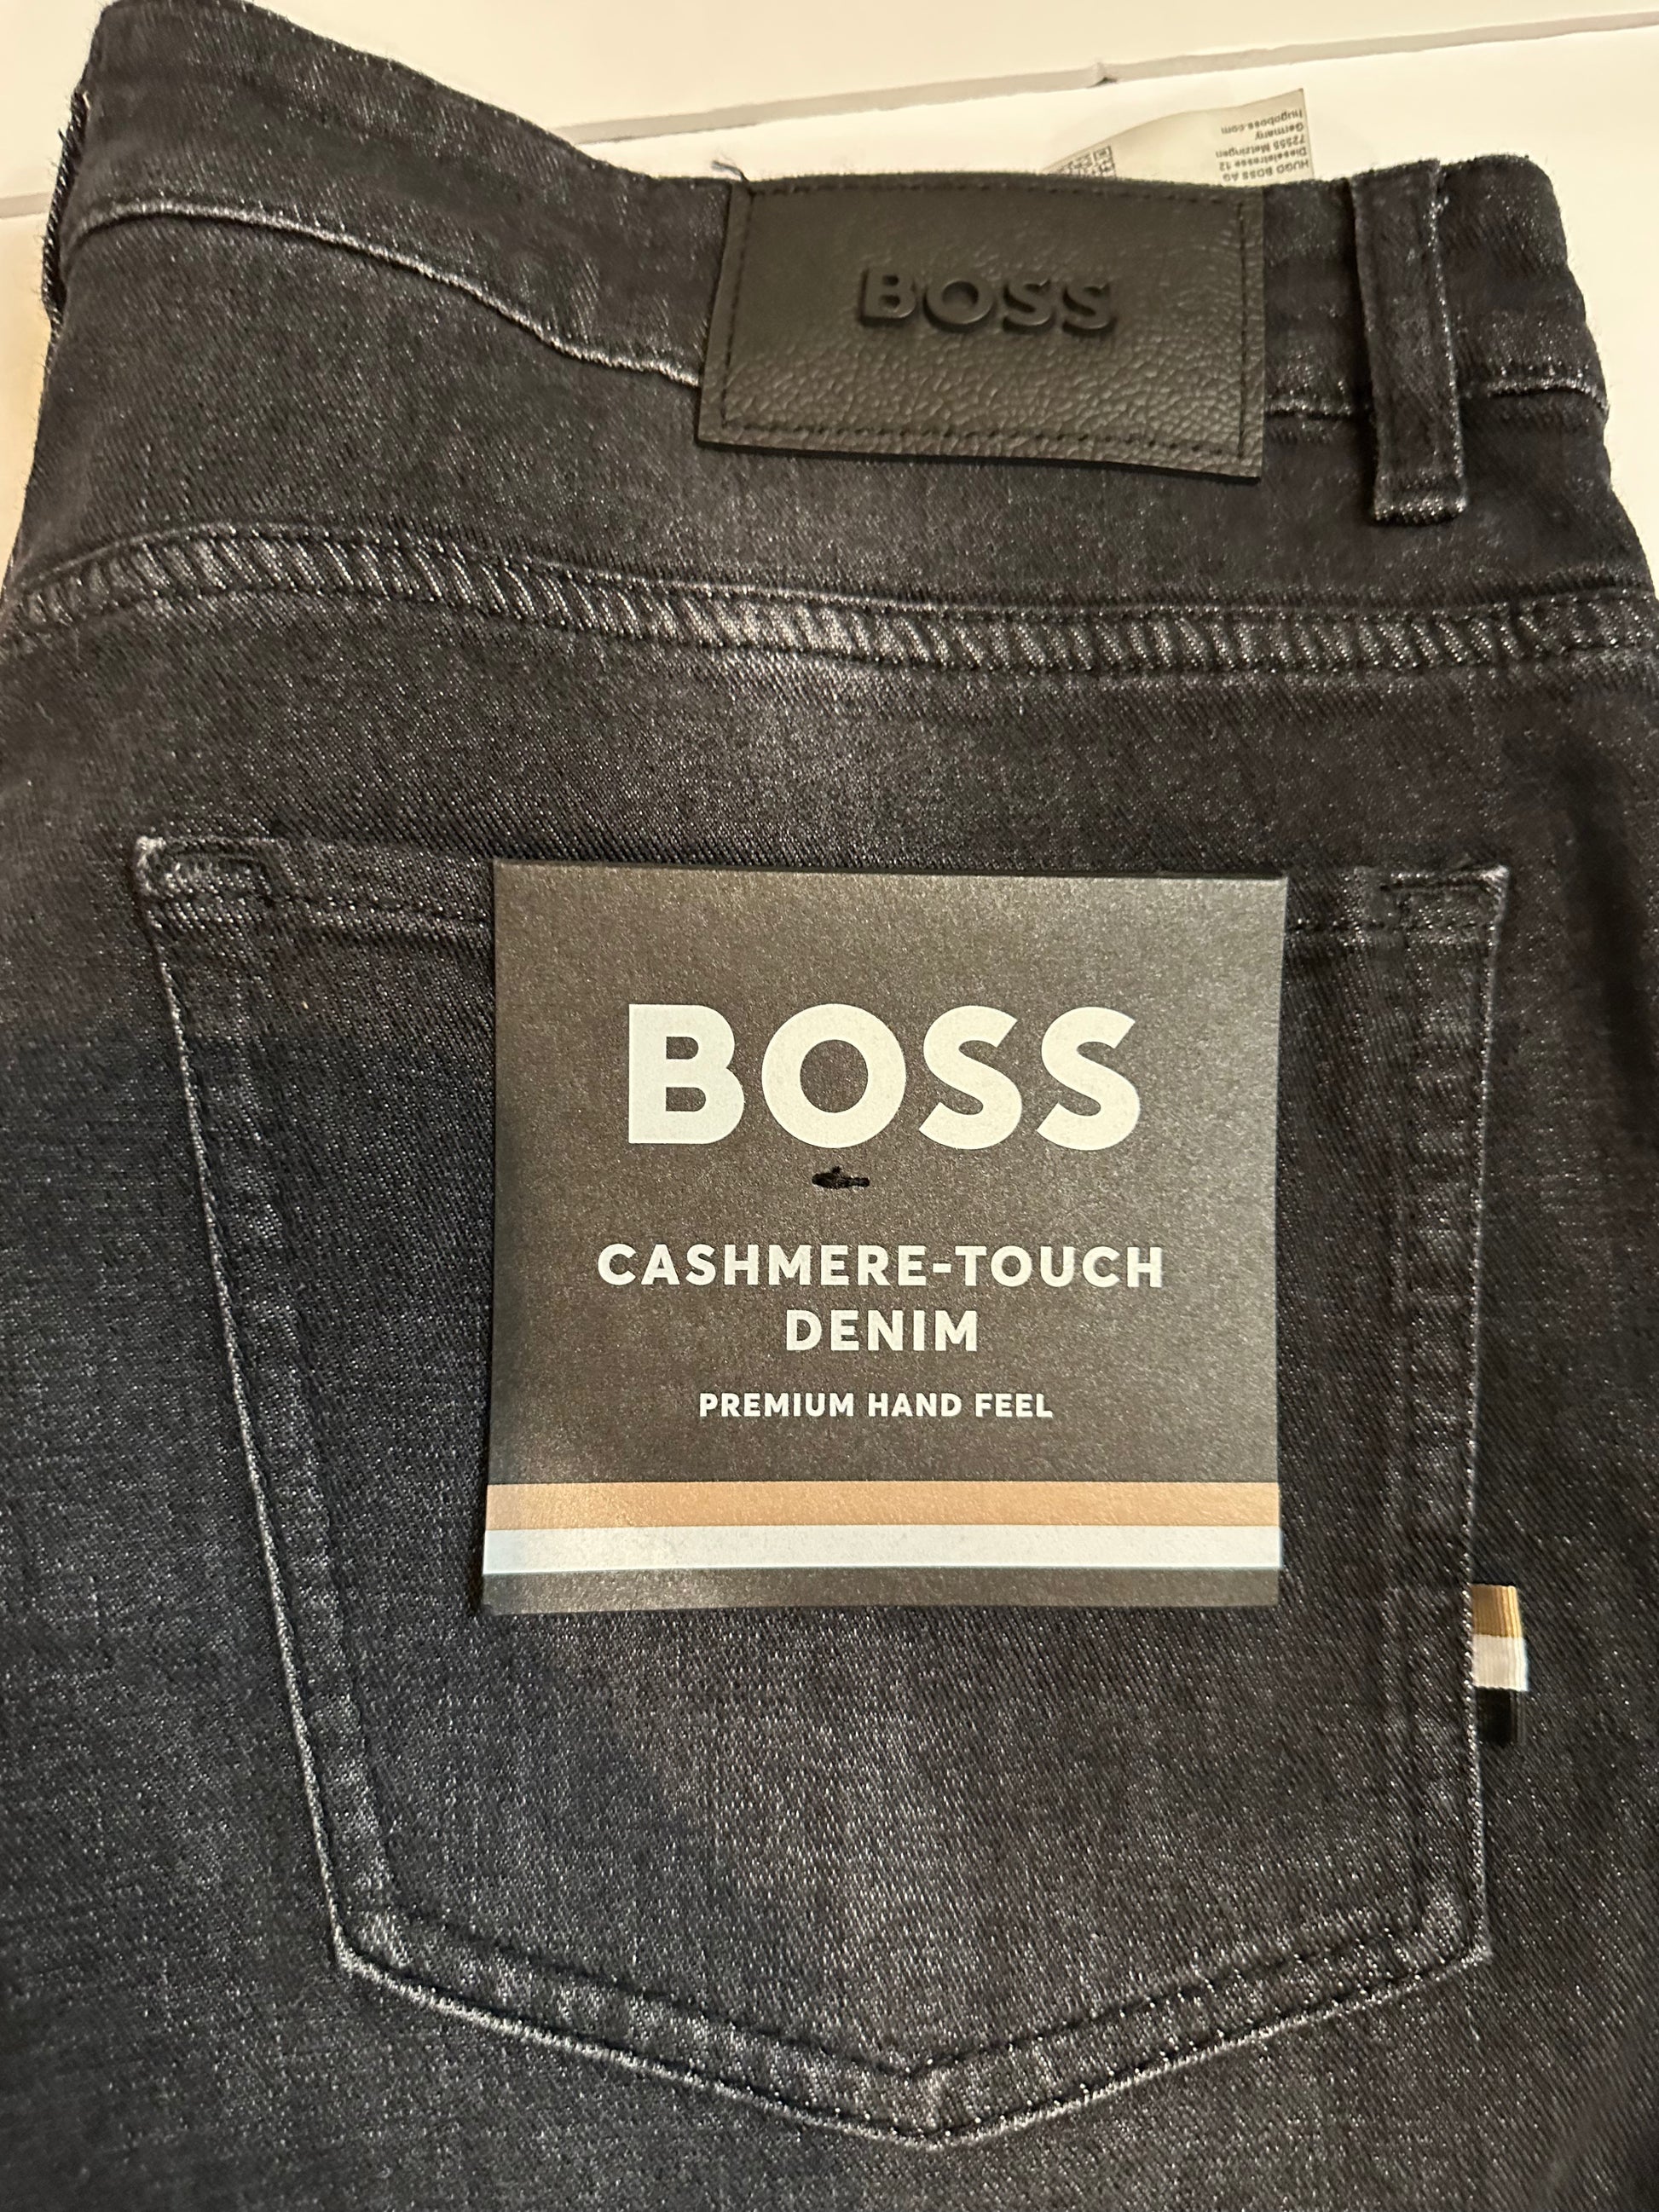 HUGO BOSS AG
Dieselstrasse 12
72555 Metzingen
Germany
hugoboss.com
BOSS
BOSS
CASHMERE-TOUCH
DENIM
PREMIUM HAND FEEL